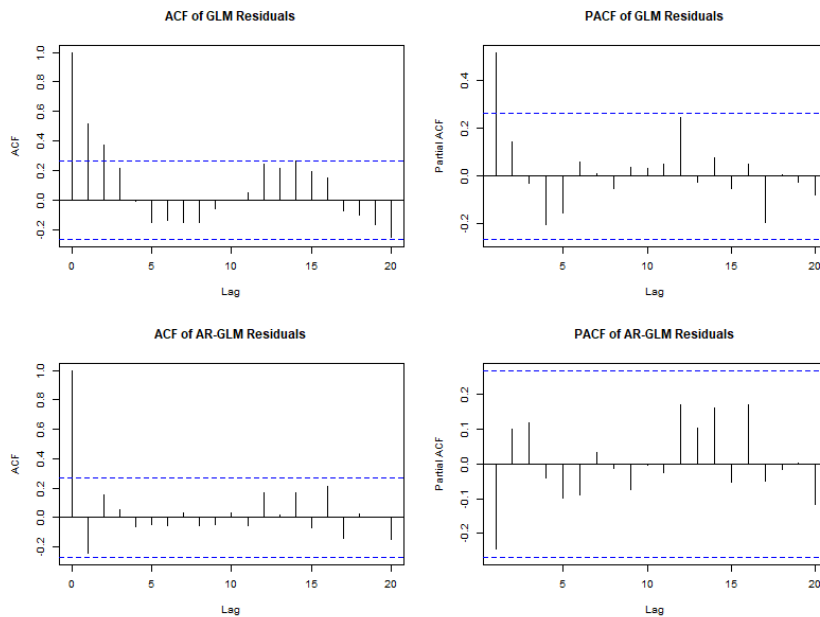 ACF of GLM Residuals
ACF
1.0
0.8
0.6
0.4
0.2
0.0
-0.2
0 5 10 15 20
Lag
PACF of GLM Residuals
Partial ACF
0.4
0.2
0.0
-0.2
5 10 15 20
Lag
ACF of AR-GLM Residuals
ACF
1.0
0.8
0.6
0.4
0.2
0.0
-0.2
0 5 10 15 20
Lag
PACF of AR-GLM Residuals
Partial ACF
0.2
0.1
0.0
-0.1
-0.2
5 10 15 20
Lag